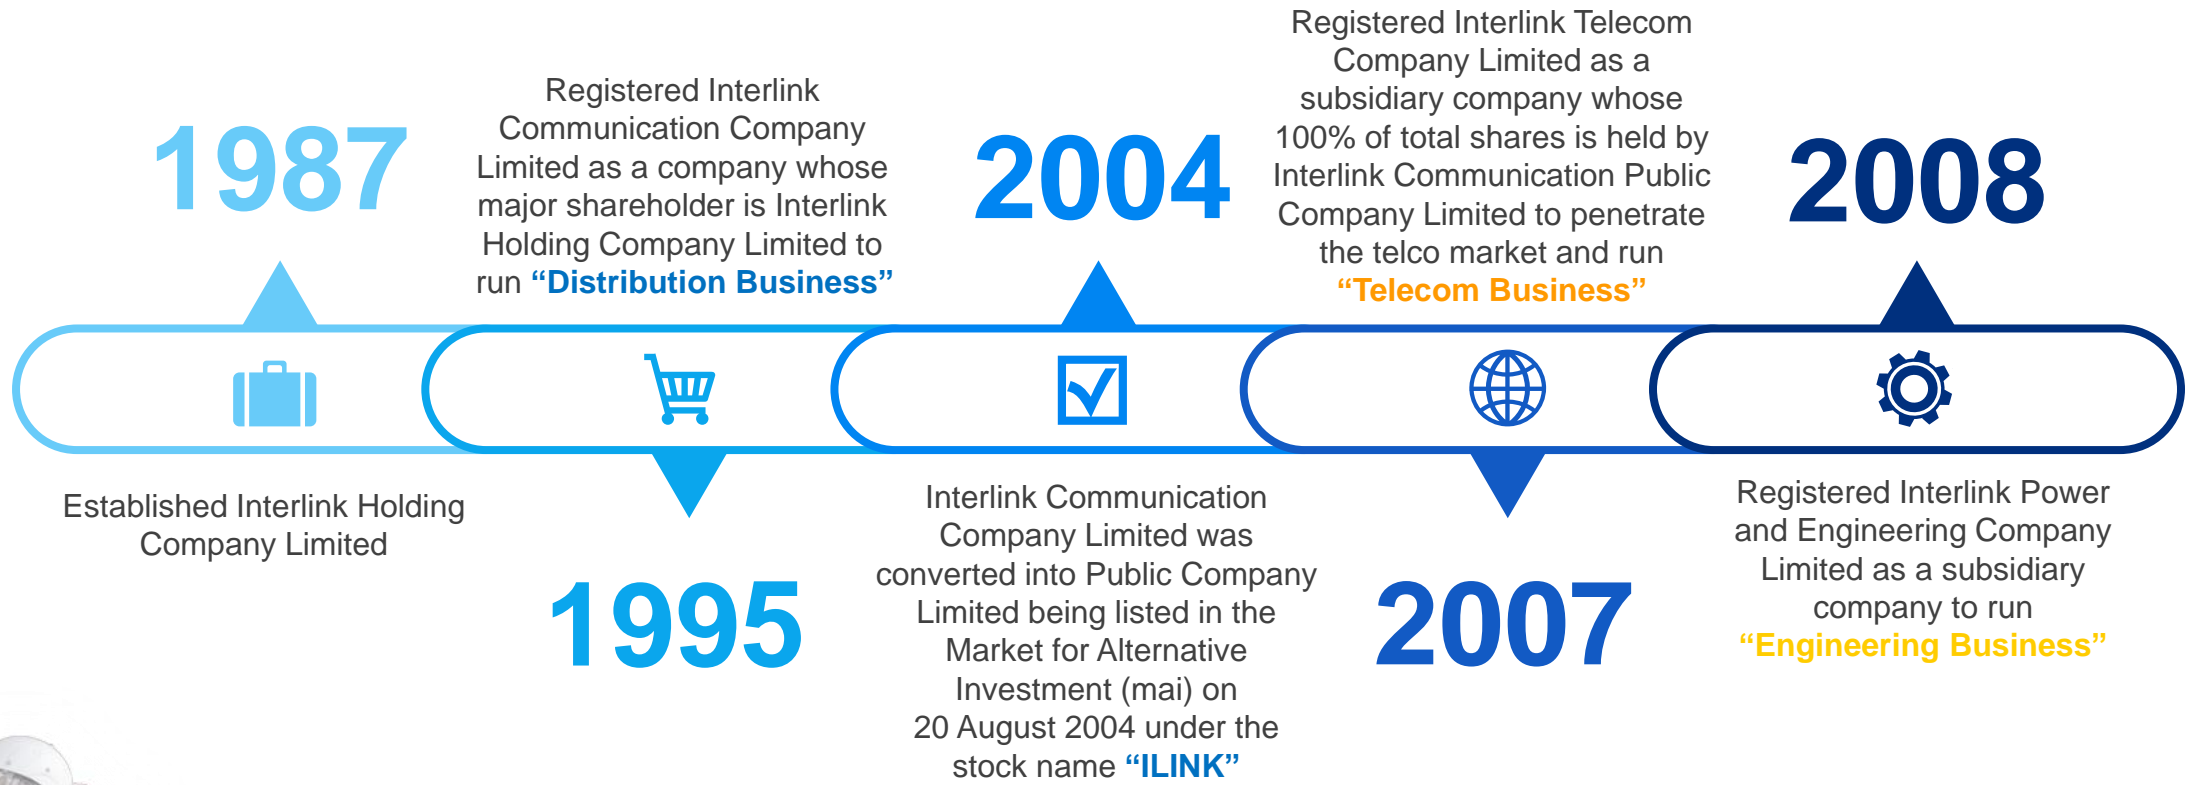 1987
Established Interlink Holding
Company Limited
Registered Interlink
Communication Company
Limited as a company whose
major shareholder is Interlink
Holding Company Limited to
run “Distribution Business”
1995
2004
Interlink Communication
Company Limited was
converted into Public Company
Limited being listed in the
Market for Alternative
Investment (mai) on
20 August 2004 under the
stock name “ILINK”
Registered Interlink Telecom
Company Limited as a
subsidiary company whose
100% of total shares is held by
Interlink Communication Public
Company Limited to penetrate
the telco market and run
“Telecom Business”
2007
2008
Registered Interlink Power
and Engineering Company
Limited as a subsidiary
company to run
“Engineering Business”